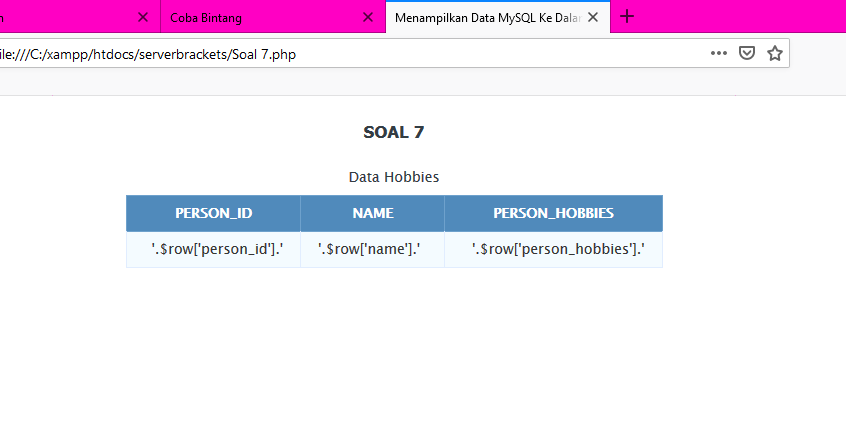 Coba Bintang
Menampilkan Data MySQL Ke Dala
ile:///C:/xampp/htdocs/serverbrackets/Soal 7.php
SOAL 7
Data Hobbies
PERSON_ID NAME PERSON_HOBBIES
'.$row['person_id'].' '.$row['name'].' '.$row['person_hobbies'].'